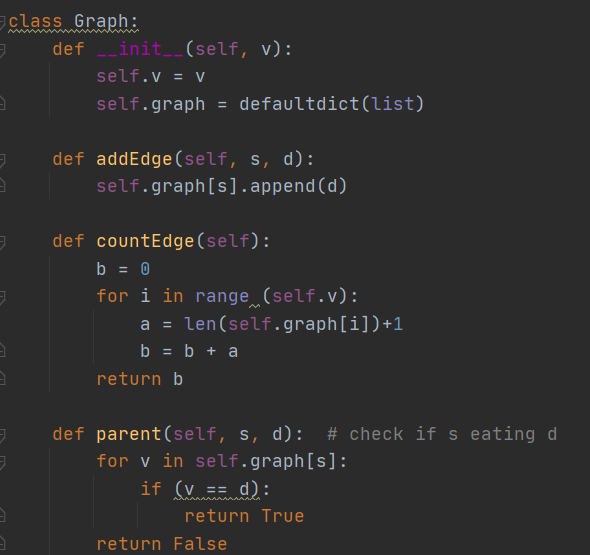 class Graph:
    def __init__(self, v):
        self.v = v
        self.graph = defaultdict(list)

    def addEdge(self, s, d):
        self.graph[s].append(d)

    def countEdge(self):
        b = 0
        for i in range (self.v):
            a = len(self.graph[i])+1
            b = b + a
        return b

    def parent(self, s, d):  # check if s eating d
        for v in self.graph[s]:
            if (v == d):
                return True
        return False